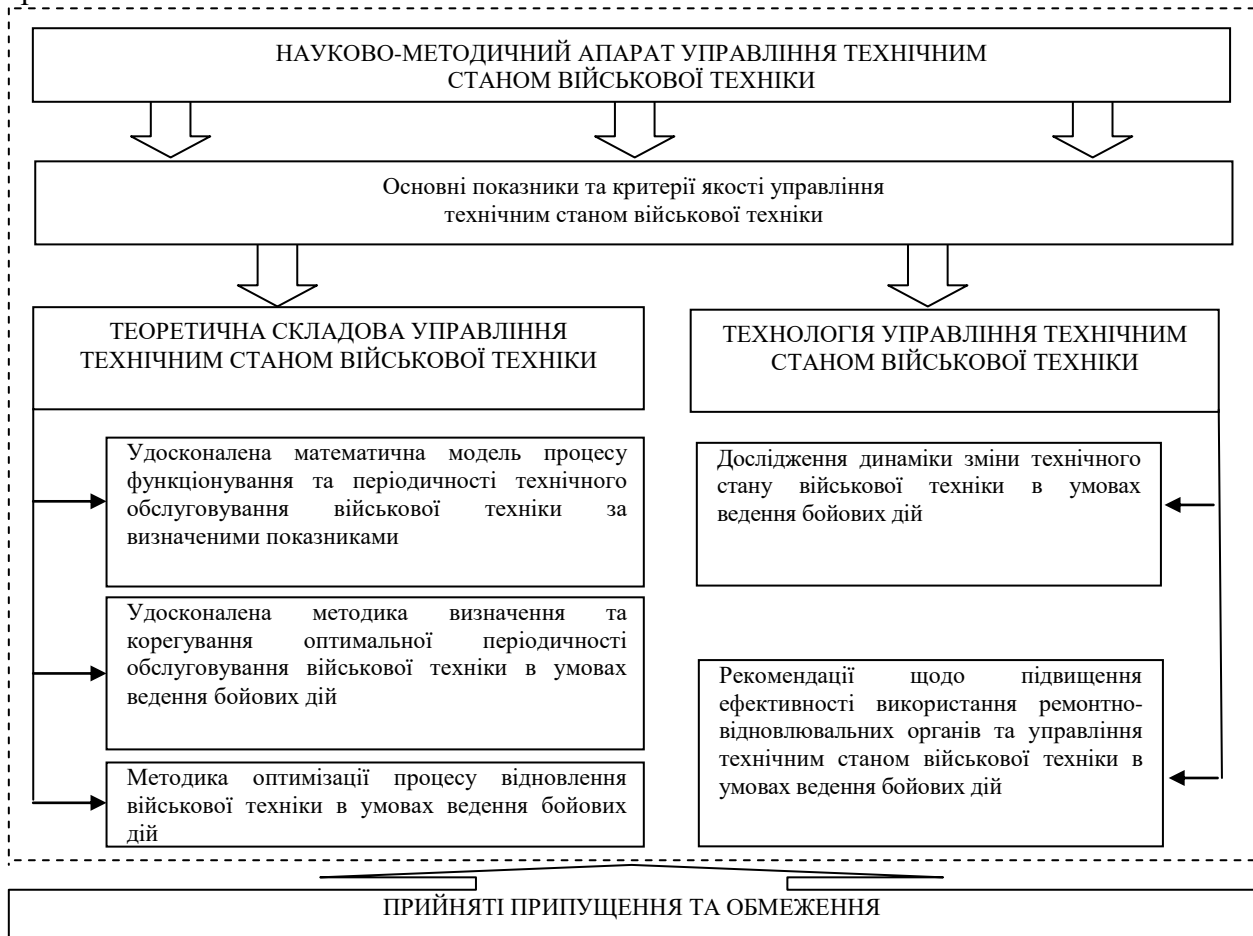 НАУКОВО-МЕТОДИЧНИЙ АПАРАТ УПРАВЛІННЯ ТЕХНІЧНИМ
СТАНОМ ВІЙСЬКОВОЇ ТЕХНІКИ
Основні показники та критерії якості управління
технічним станом військової техніки
ТЕОРЕТИЧНА СКЛАДОВА УПРАВЛІННЯ
ТЕХНІЧНИМ СТАНОМ ВІЙСЬКОВОЇ ТЕХНІКИ
Удосконалена математична модель процесу
функціонування та періодичності технічного
обслуговування військової техніки за
визначеними показниками
Удосконалена методика визначення та
корегування оптимальної періодичності
обслуговування військової техніки в умовах
ведення бойових дій
Методика оптимізації процесу відновлення
військової техніки в умовах ведення бойових
дій
ТЕХНОЛОГІЯ УПРАВЛІННЯ ТЕХНІЧНИМ
СТАНОМ ВІЙСЬКОВОЇ ТЕХНІКИ
Дослідження динаміки зміни технічного
стану військової техніки в умовах
ведення бойових дій
Рекомендації щодо підвищення
ефективності використання ремонтно-
відновлювальних органів та управління
технічним станом військової техніки в
умовах ведення бойових дій
ПРИЙНЯТІ ПРИПУЩЕННЯ ТА ОБМЕЖЕННЯ